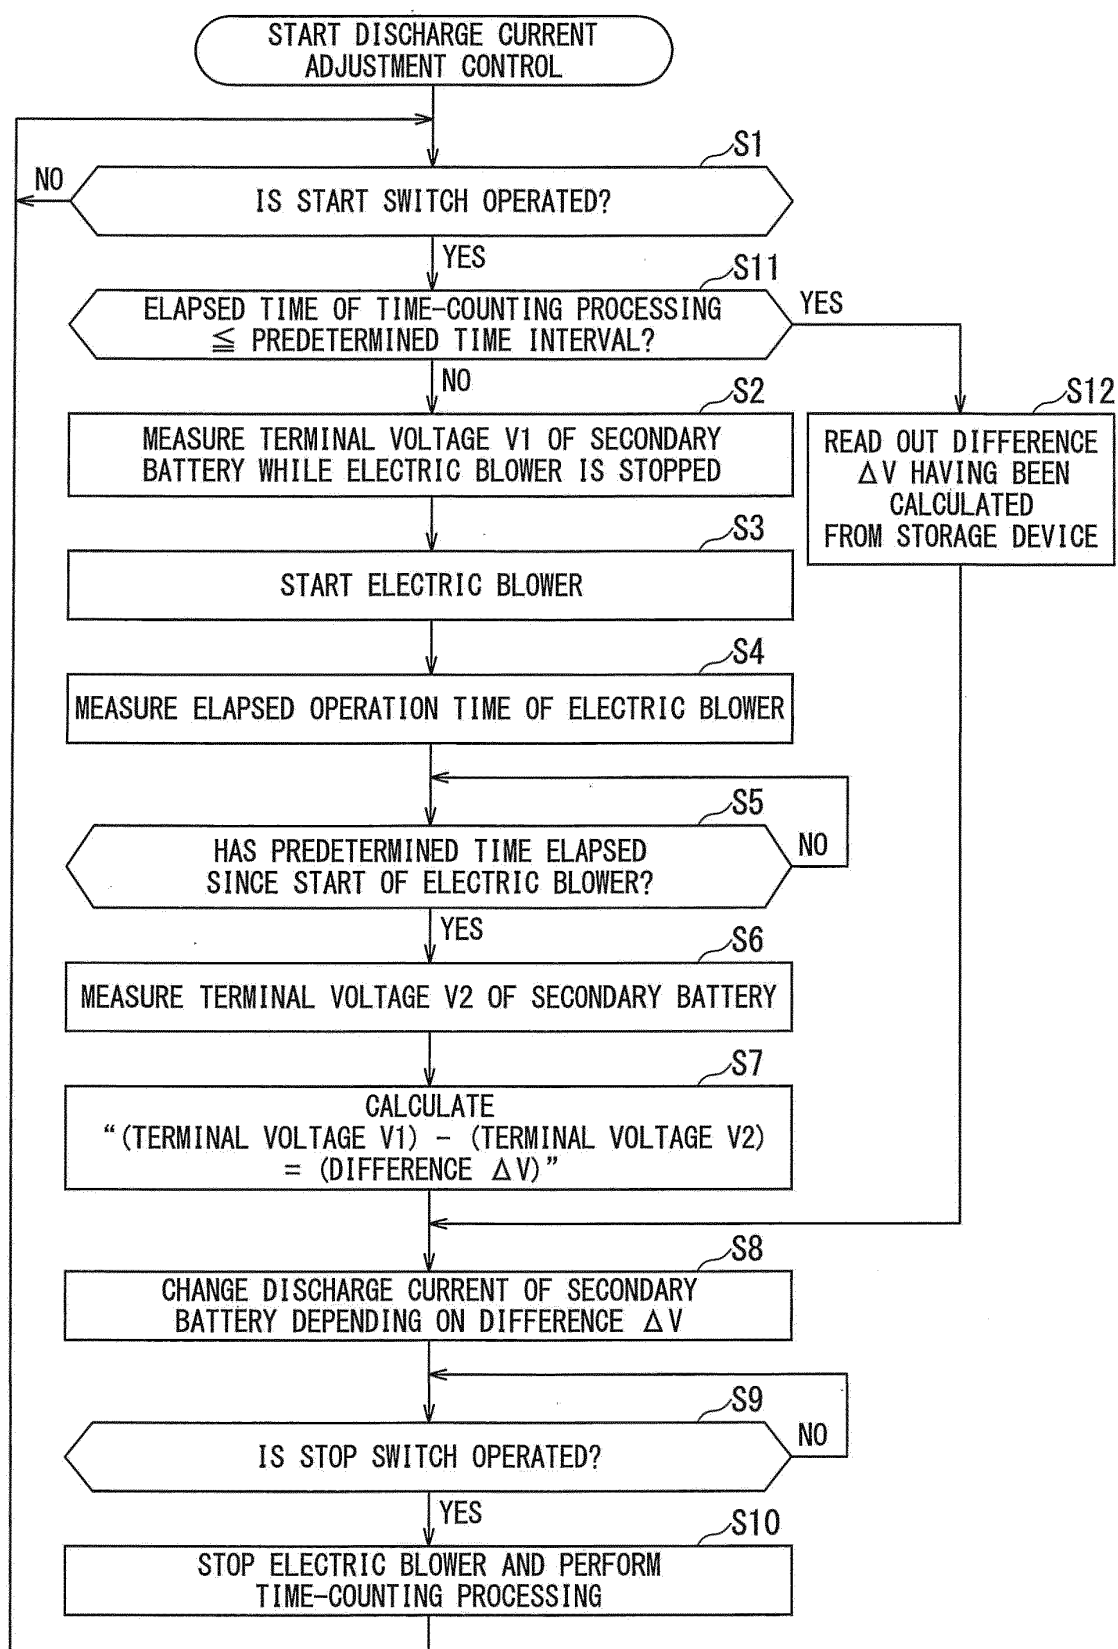 START DISCHARGE CURRENT
ADJUSTMENT CONTROL
S1
NO
IS START SWITCH OPERATED?
YES
S11
ELAPSED TIME OF TIME-COUNTING PROCESSING
≦ PREDETERMINED TIME INTERVAL?
YES
NO
S2
MEASURE TERMINAL VOLTAGE V1 OF SECONDARY
BATTERY WHILE ELECTRIC BLOWER IS STOPPED
S12
READ OUT DIFFERENCE
ΔV HAVING BEEN
CALCULATED
FROM STORAGE DEVICE
S3
START ELECTRIC BLOWER
S4
MEASURE ELAPSED OPERATION TIME OF ELECTRIC BLOWER
S5
HAS PREDETERMINED TIME ELAPSED
SINCE START OF ELECTRIC BLOWER?
NO
YES
S6
MEASURE TERMINAL VOLTAGE V2 OF SECONDARY BATTERY
S7
CALCULATE
“(TERMINAL VOLTAGE V1) - (TERMINAL VOLTAGE V2)
= (DIFFERENCE ΔV)”
S8
CHANGE DISCHARGE CURRENT OF SECONDARY
BATTERY DEPENDING ON DIFFERENCE ΔV
S9
IS STOP SWITCH OPERATED?
NO
YES
S10
STOP ELECTRIC BLOWER AND PERFORM
TIME-COUNTING PROCESSING